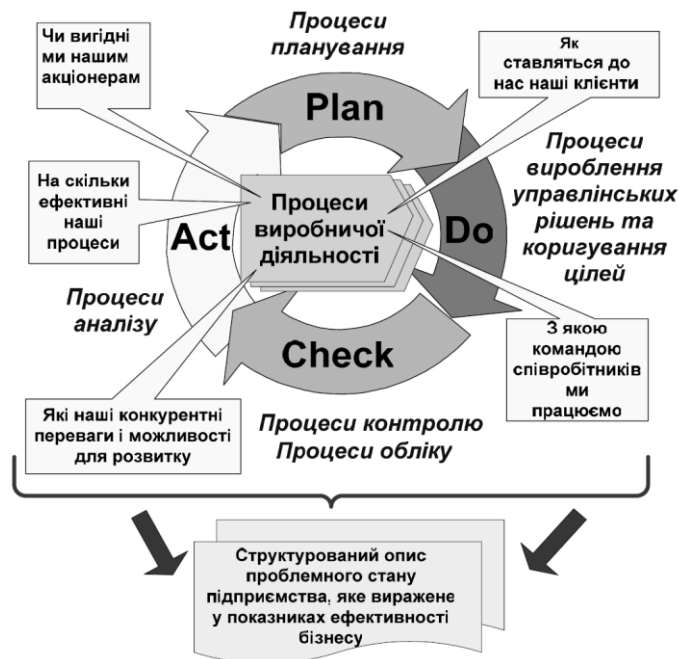 Процеси
планування
Чи вигідні
ми нашим
акціонерам
Як
ставляться до
нас наші клієнти
Plan
Процеси
вироблення
управлінських
рішень та
коригування
цілей
На скільки
ефективні
наші
процеси
Act
Процеси
виробничої
діяльності
Do
Процеси
аналізу
Check
З якою
командою
співробітників
ми
працюємо
Які наші конкурентні
переваги і можливості
для розвитку
Процеси контролю
Процеси обліку
Структурований опис
проблемного стану
підприємства, яке виражене
у показниках ефективності
бізнесу